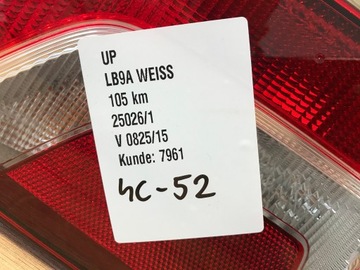 UP
LB9A WEISS
105 km
25026/1
V 0825/15
Kunde: 7961
4C-52